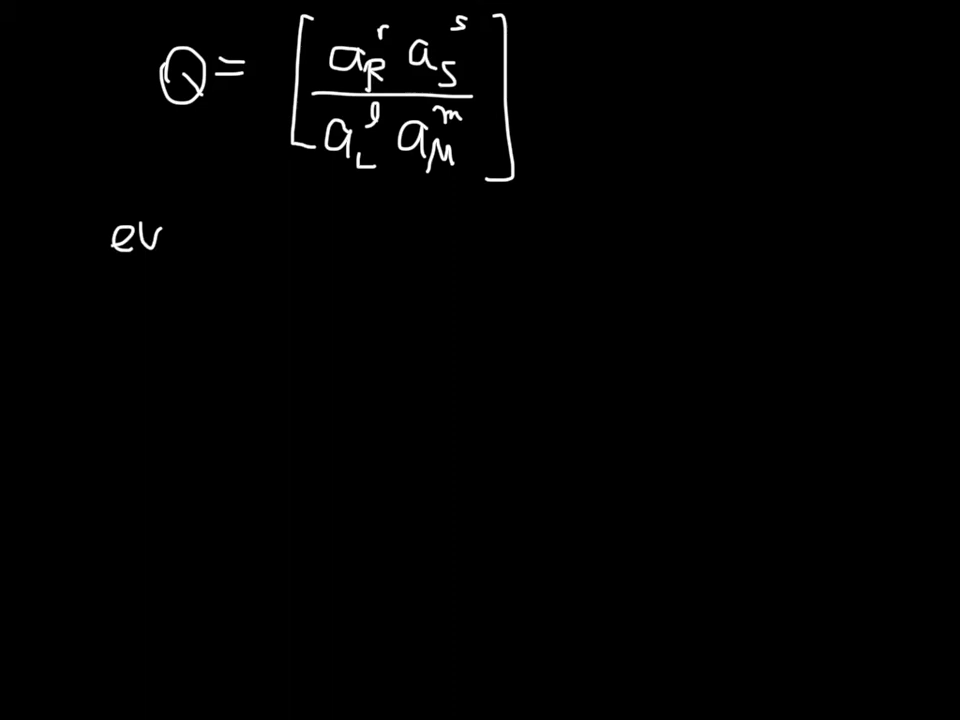 Q = [ a_R^r a_S^s / a_L^l a_M^m ]
ev